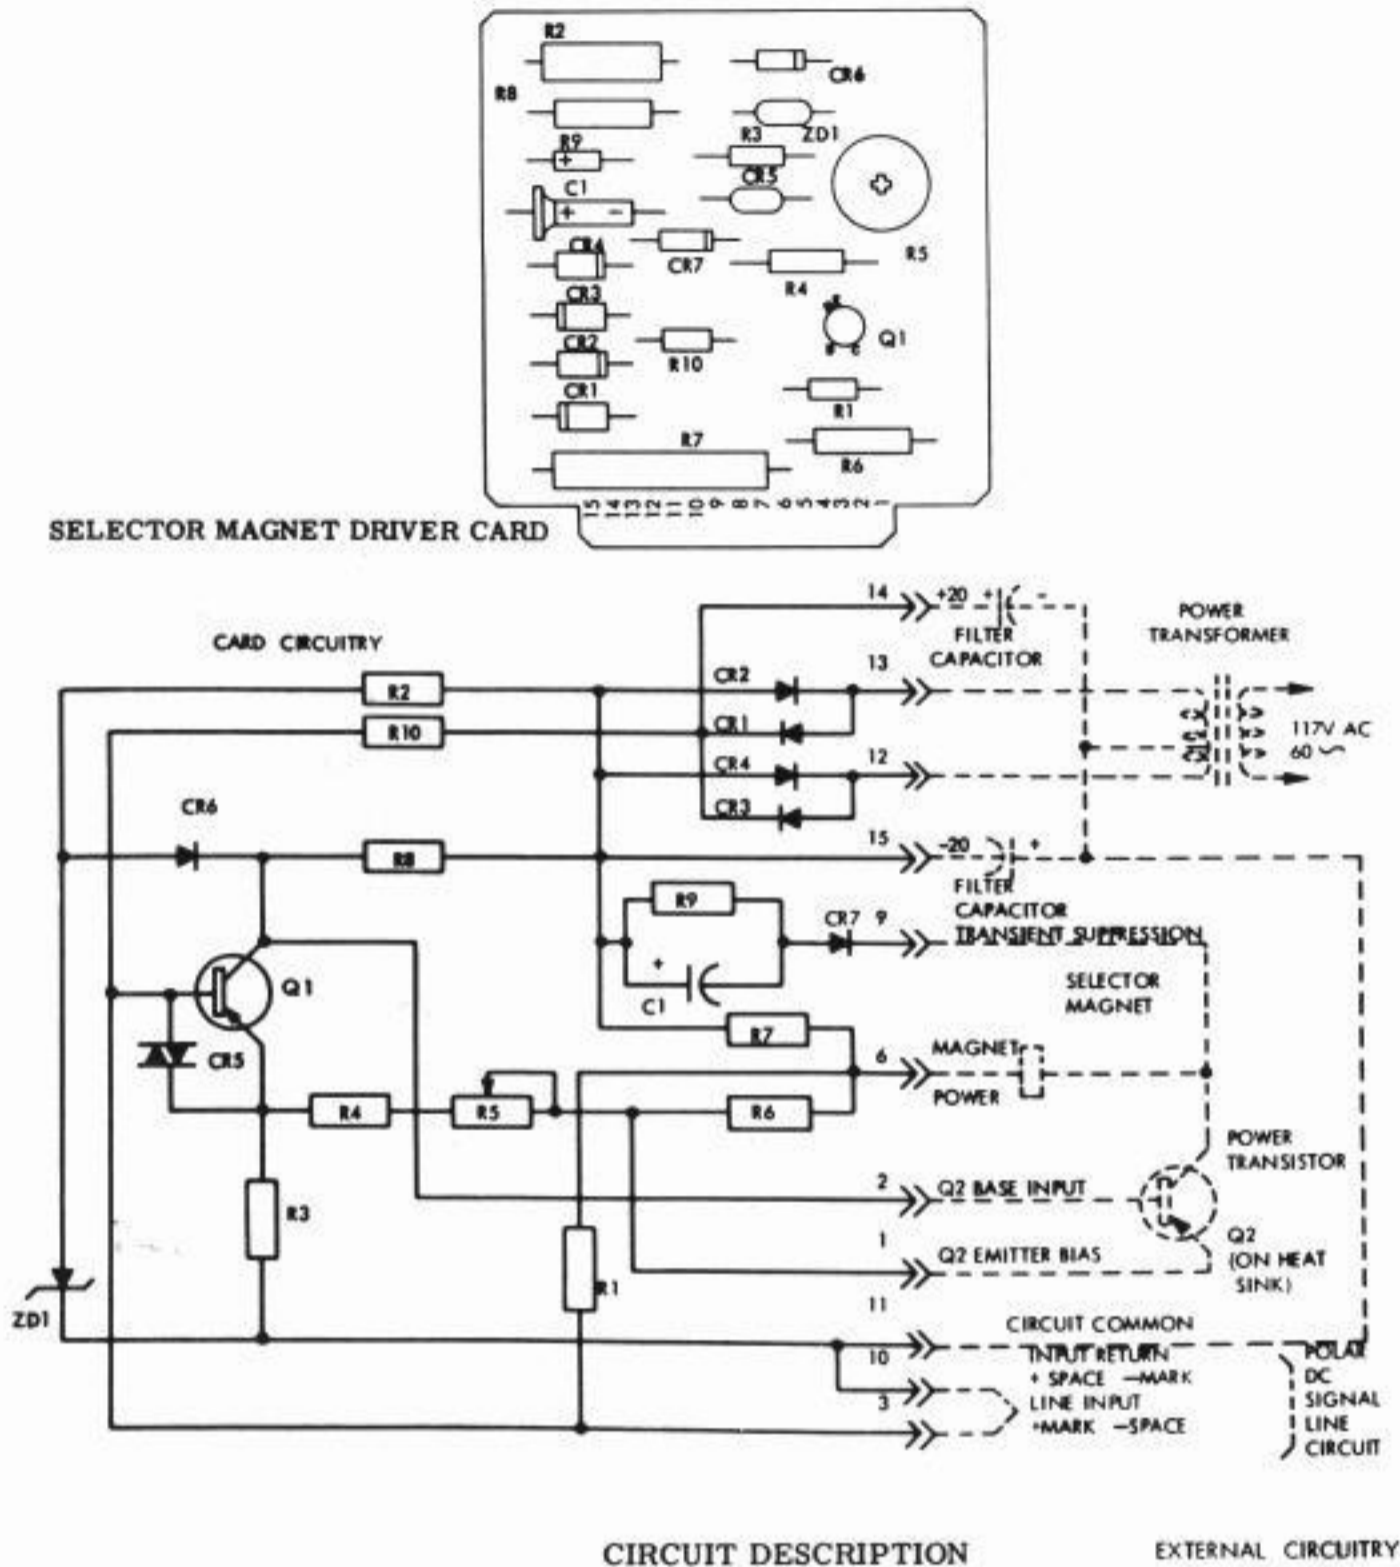 R2
CR6
R8
ZD1
R9
R3
+
C1
CR5
+ -
CR4
CR7
R5
CR3
R4
E
CR2
R10
Q1
B C
CR1
R1
R7
R6
15 14 13 12 11 10 9 8 7 6 5 4 3 2 1
SELECTOR MAGNET DRIVER CARD
14
+20 + -
POWER
TRANSFORMER
CARD CIRCUITRY
FILTER
CAPACITOR
13
CR2
R2
R10
CR1
117V AC
60
12
CR4
CR3
CR6
15
R8
-20 +
FILTER
CAPACITOR
R9
CR7
9
TRANSIENT SUPPRESSION
+
C1
Q1
SELECTOR
MAGNET
R7
CR5
6
MAGNET
POWER
R4
R5
R6
POWER
TRANSISTOR
2
Q2 BASE INPUT
R3
1
Q2 EMITTER BIAS
Q2
(ON HEAT
SINK)
R1
11
ZD1
CIRCUIT COMMON
10
INPUT RETURN
+ SPACE —MARK
3
LINE INPUT
+MARK —SPACE
POLAR
DC
SIGNAL
LINE
CIRCUIT
CIRCUIT DESCRIPTION
EXTERNAL CIRCUITRY